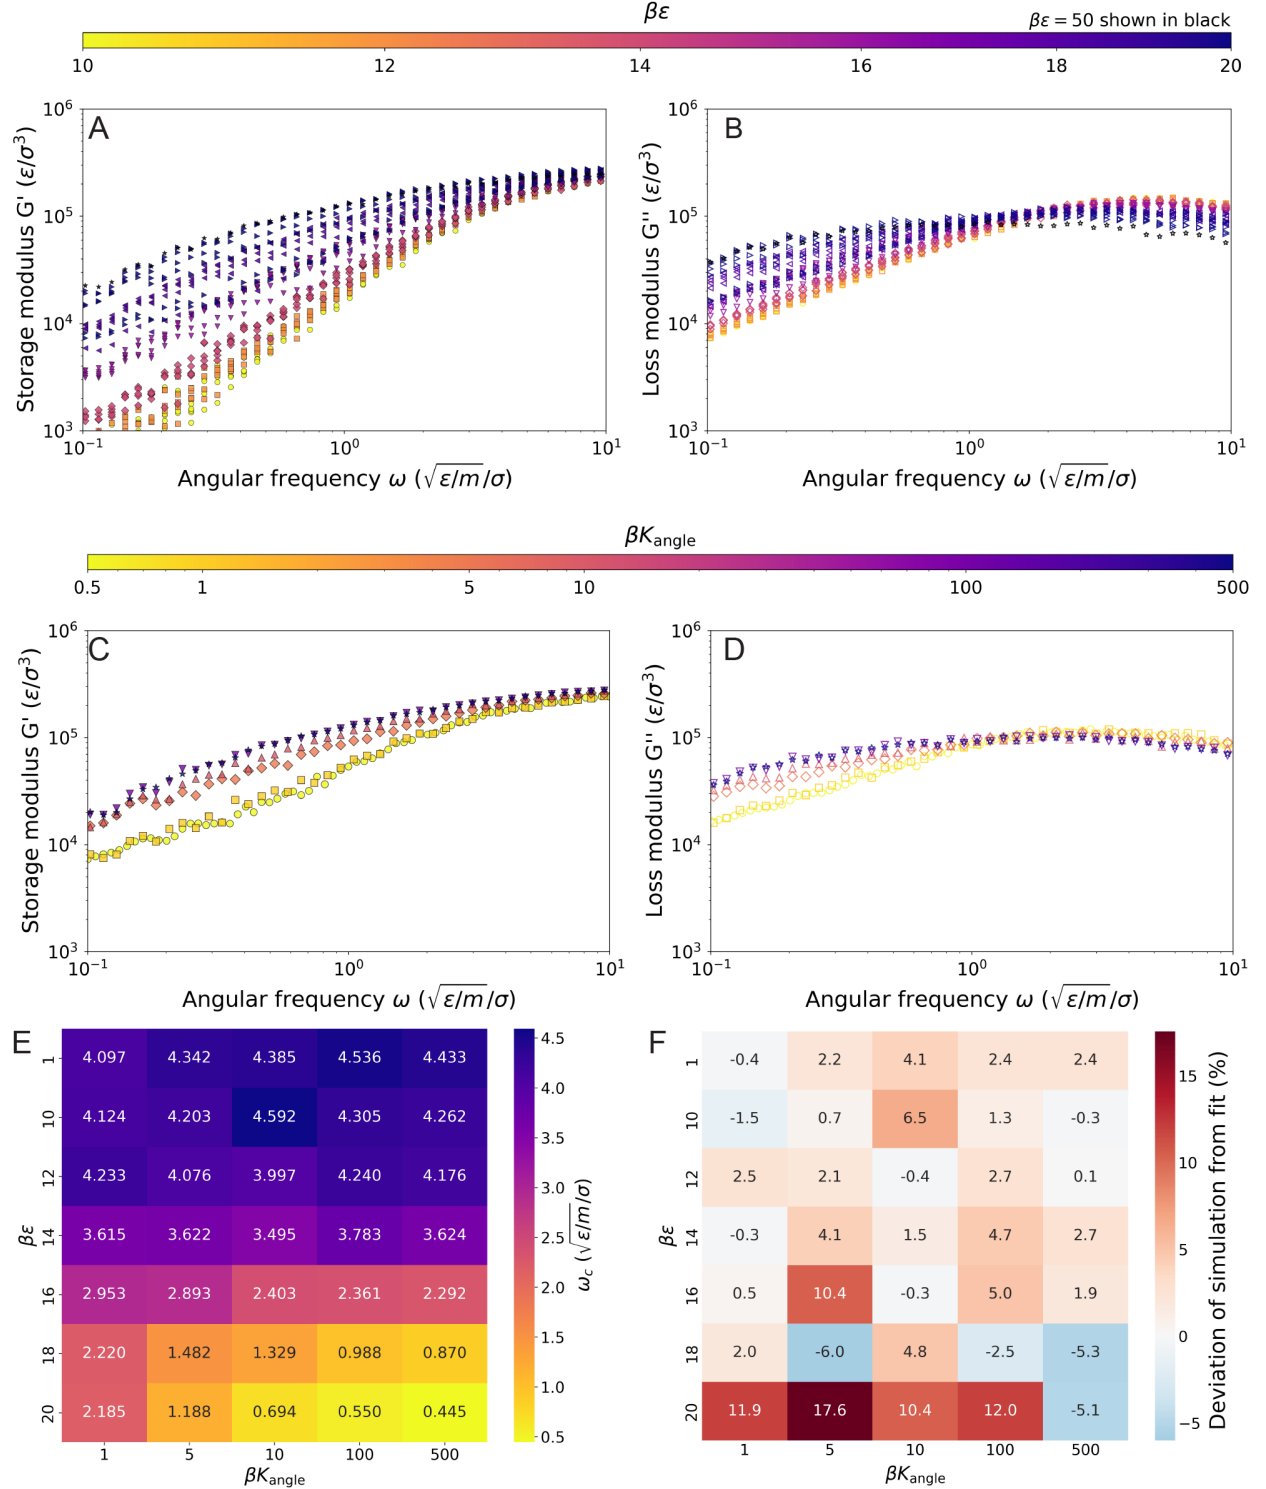 βε
βε = 50 shown in black
10 12 14 16 18 20
A
Storage modulus G' (ε/σ³)
10⁶
10⁵
10⁴
10³
10⁻¹ 10⁰ 10¹
Angular frequency ω (√ε/m/σ)
B
Loss modulus G'' (ε/σ³)
10⁶
10⁵
10⁴
10³
10⁻¹ 10⁰ 10¹
Angular frequency ω (√ε/m/σ)
βK_angle
0.5 1 5 10 100 500
C
Storage modulus G' (ε/σ³)
10⁶
10⁵
10⁴
10³
10⁻¹ 10⁰ 10¹
Angular frequency ω (√ε/m/σ)
D
Loss modulus G'' (ε/σ³)
10⁶
10⁵
10⁴
10³
10⁻¹ 10⁰ 10¹
Angular frequency ω (√ε/m/σ)
E
βε
1 4.097 4.342 4.385 4.536 4.433
10 4.124 4.203 4.592 4.305 4.262
12 4.233 4.076 3.997 4.240 4.176
14 3.615 3.622 3.495 3.783 3.624
16 2.953 2.893 2.403 2.361 2.292
18 2.220 1.482 1.329 0.988 0.870
20 2.185 1.188 0.694 0.550 0.445
1 5 10 100 500
βK_angle
4.5
4.0
3.5
3.0
2.5
2.0
1.5
1.0
0.5
ω_c (√ε/m/σ)
F
βε
1 -0.4 2.2 4.1 2.4 2.4
10 -1.5 0.7 6.5 1.3 -0.3
12 2.5 2.1 -0.4 2.7 0.1
14 -0.3 4.1 1.5 4.7 2.7
16 0.5 10.4 -0.3 5.0 1.9
18 2.0 -6.0 4.8 -2.5 -5.3
20 11.9 17.6 10.4 12.0 -5.1
1 5 10 100 500
βK_angle
15
10
5
0
−5
Deviation of simulation from fit (%)